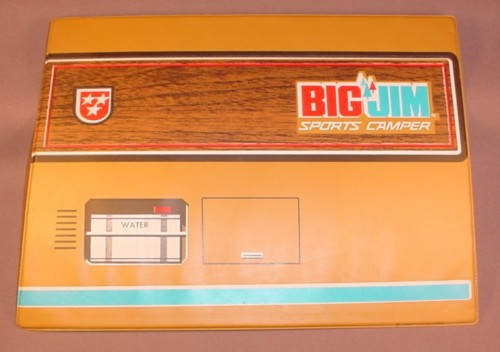 BIG JIM
SPORTS CAMPER
WATER